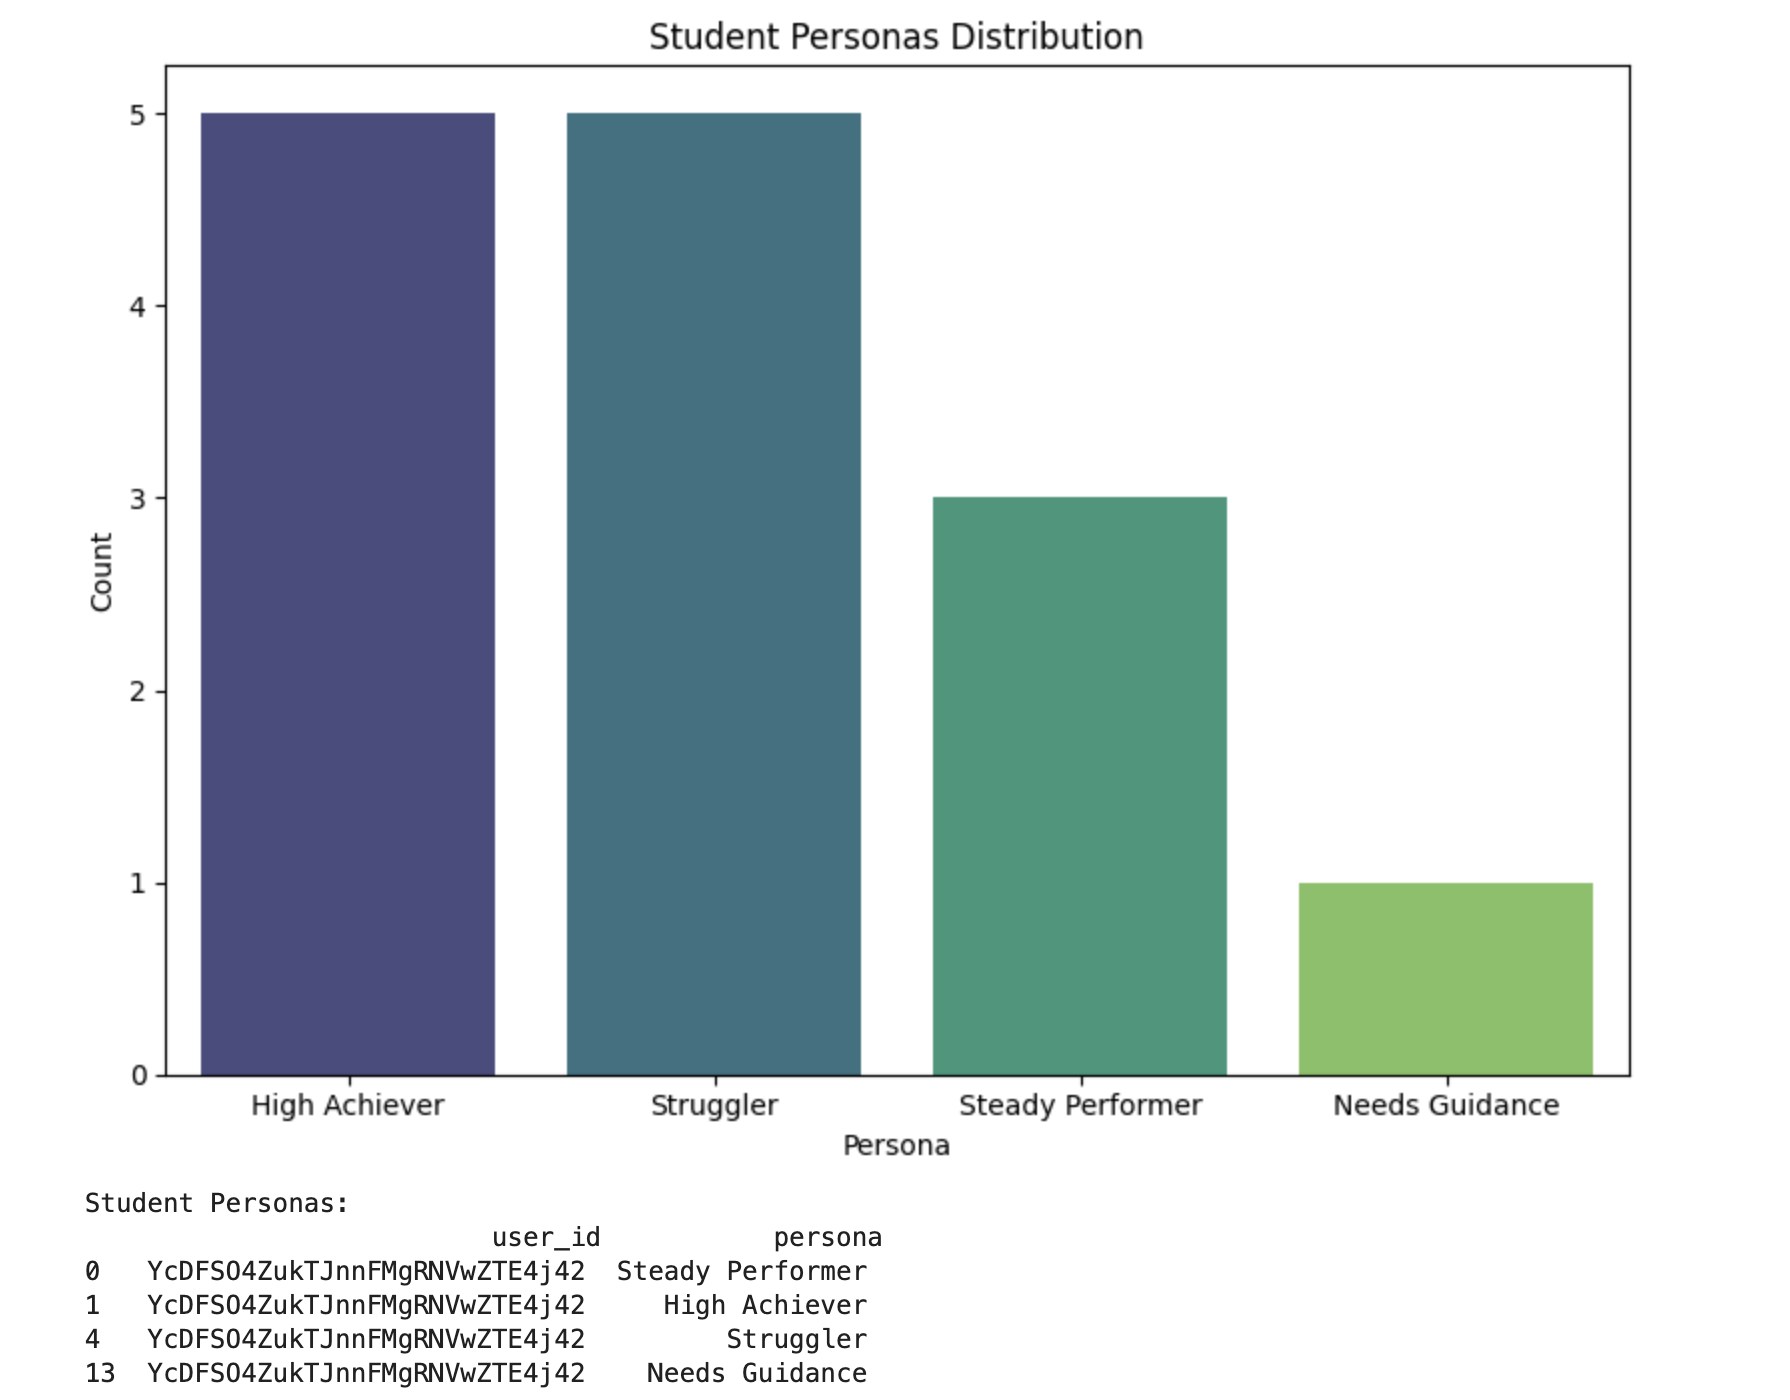 Student Personas Distribution
5
4
3
2
1
0
Count
High Achiever
Struggler
Steady Performer
Needs Guidance
Persona
Student Personas:
user_id persona
0 YcDFSO4ZukTJnnFMgRNVwZTE4j42 Steady Performer
1 YcDFSO4ZukTJnnFMgRNVwZTE4j42 High Achiever
4 YcDFSO4ZukTJnnFMgRNVwZTE4j42 Struggler
13 YcDFSO4ZukTJnnFMgRNVwZTE4j42 Needs Guidance